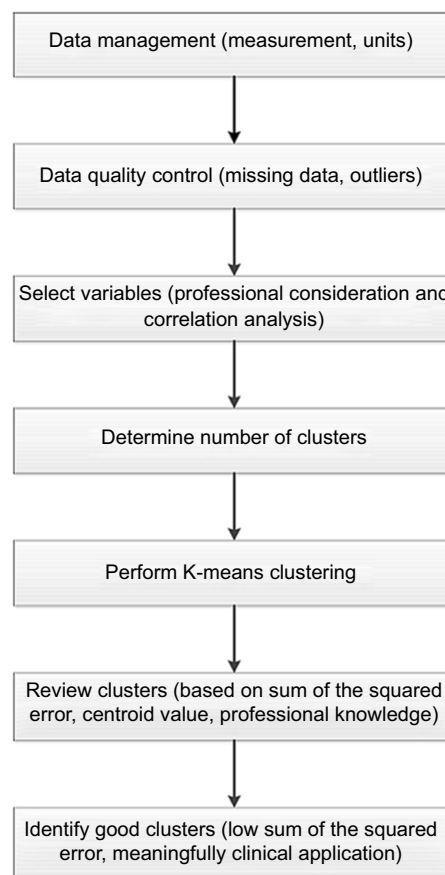 Data management (measurement, units)
Data quality control (missing data, outliers)
Select variables (professional consideration and
correlation analysis)
Determine number of clusters
Perform K-means clustering
Review clusters (based on sum of the squared
error, centroid value, professional knowledge)
Identify good clusters (low sum of the squared
error, meaningfully clinical application)